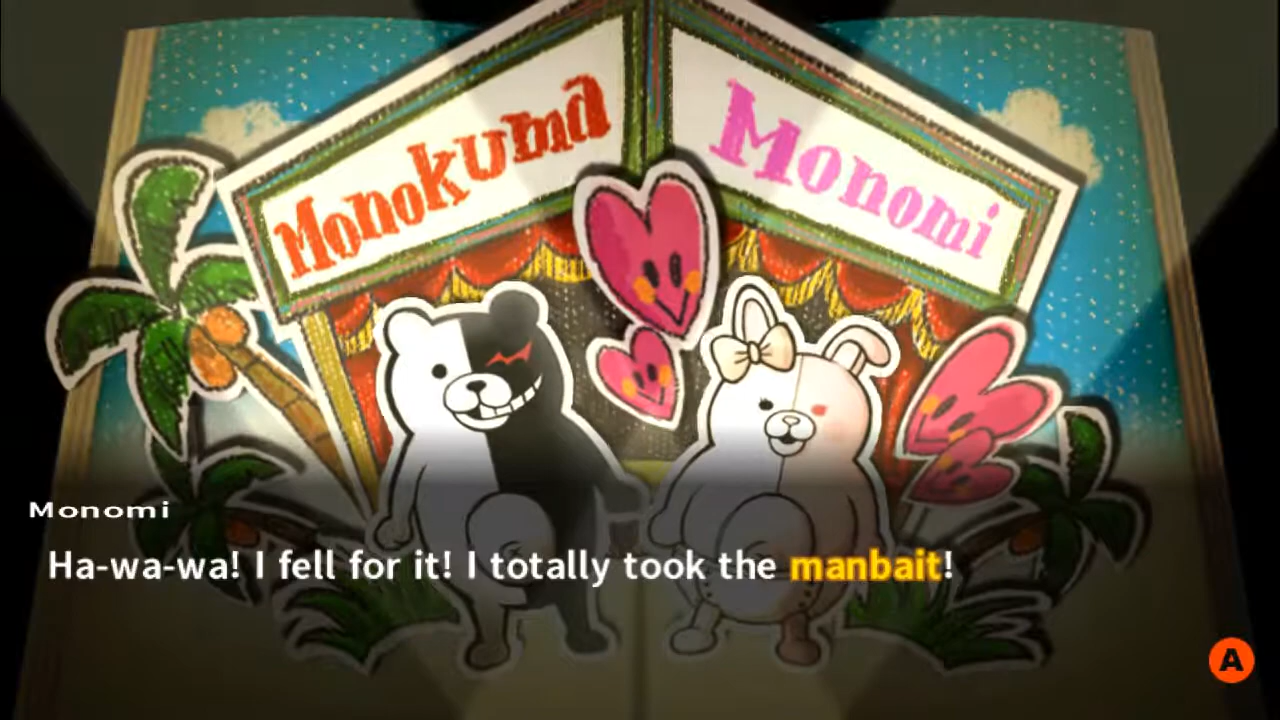 Monokuma
Monomi
Monomi
Ha-wa-wa! I fell for it! I totally took the manbait!
A